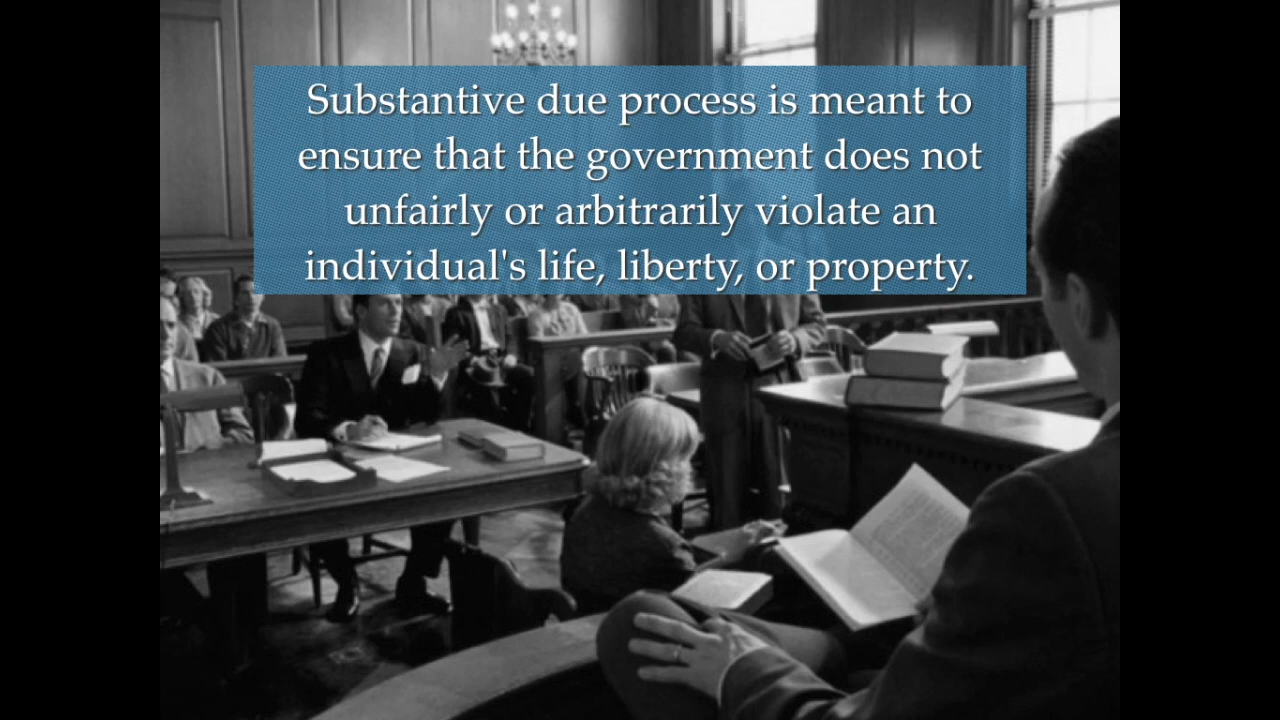 Substantive due process is meant to
ensure that the government does not
unfairly or arbitrarily violate an
individual's life, liberty, or property.